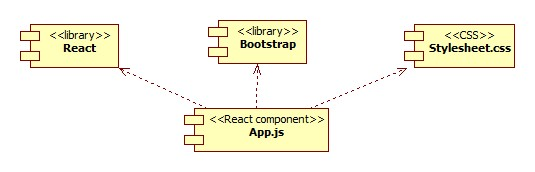 <<library>>
React
<<library>>
Bootstrap
<<CSS>>
Stylesheet.css
<<React component>>
App.js